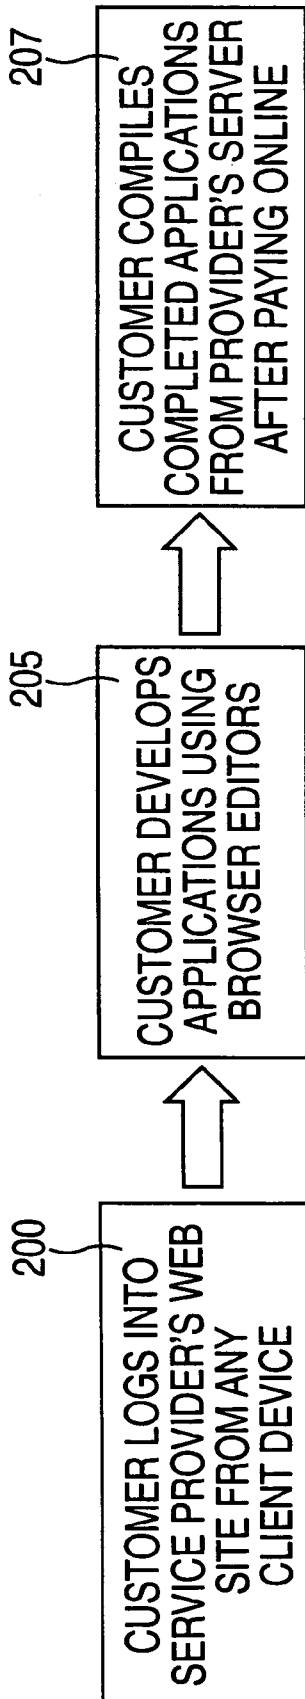 200
CUSTOMER LOGS INTO
SERVICE PROVIDER'S WEB
SITE FROM ANY
CLIENT DEVICE
205
CUSTOMER DEVELOPS
APPLICATIONS USING
BROWSER EDITORS
207
CUSTOMER COMPILES
COMPLETED APPLICATIONS
FROM PROVIDER'S SERVER
AFTER PAYING ONLINE